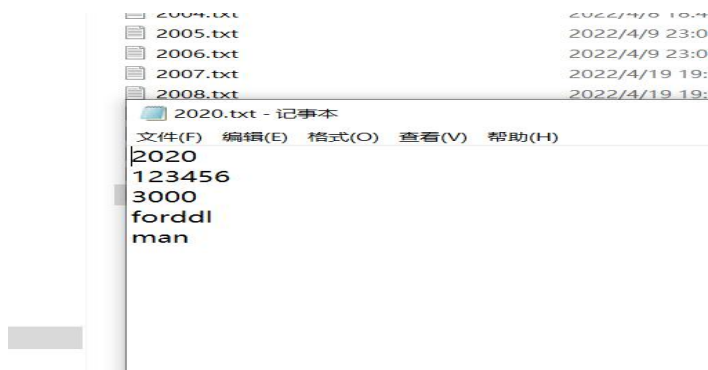 2004.txt
2005.txt 2022/4/9 23:0
2006.txt 2022/4/9 23:0
2007.txt 2022/4/19 19:
2008.txt 2022/4/19 19:
2020.txt - 记事本
文件(F) 编辑(E) 格式(O) 查看(V) 帮助(H)
2020
123456
3000
forddl
man